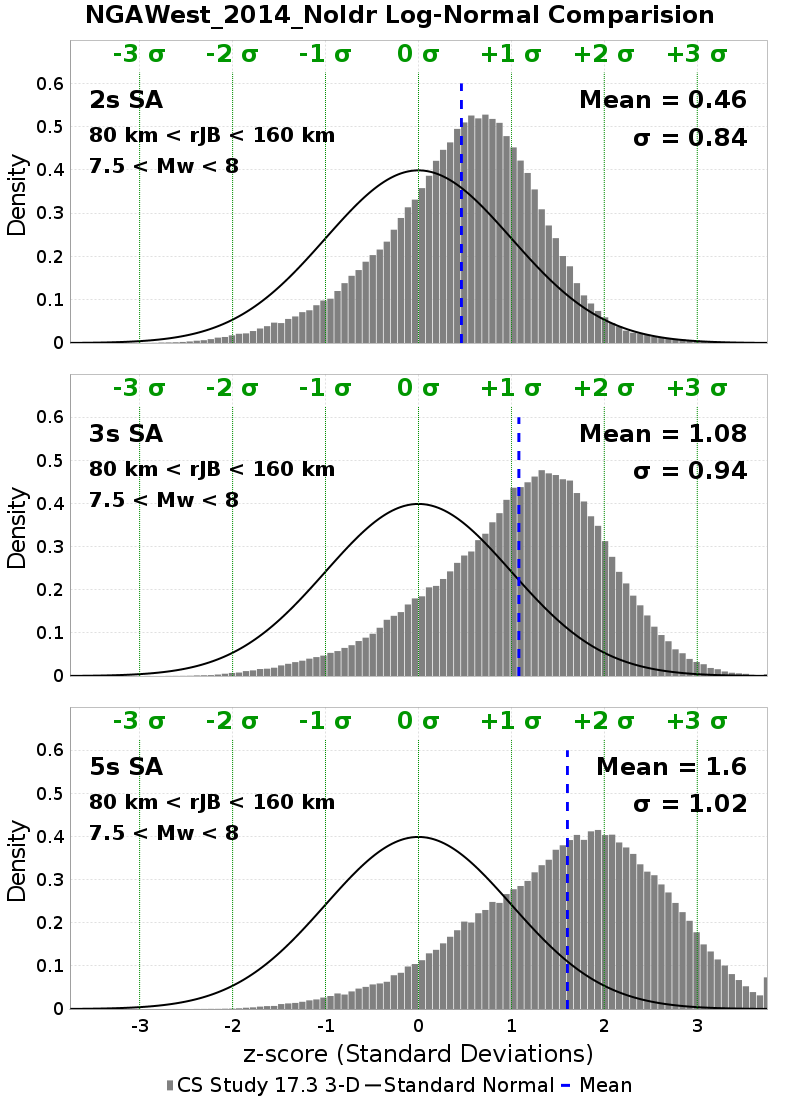 NGAWest_2014_NoIdr Log-Normal Comparision
-3 σ -2 σ -1 σ 0 σ +1 σ +2 σ +3 σ
0.6
2s SA Mean = 0.46
0.5
80 km < rJB < 160 km σ = 0.84
7.5 < Mw < 8
0.4
0.3
0.2
0.1
0
Density
-3 σ -2 σ -1 σ 0 σ +1 σ +2 σ +3 σ
0.6
3s SA Mean = 1.08
0.5
80 km < rJB < 160 km σ = 0.94
7.5 < Mw < 8
0.4
0.3
0.2
0.1
0
Density
-3 σ -2 σ -1 σ 0 σ +1 σ +2 σ +3 σ
0.6
5s SA Mean = 1.6
0.5
80 km < rJB < 160 km σ = 1.02
7.5 < Mw < 8
0.4
0.3
0.2
0.1
0
Density
-3 -2 -1 0 1 2 3
z-score (Standard Deviations)
CS Study 17.3 3-D Standard Normal Mean